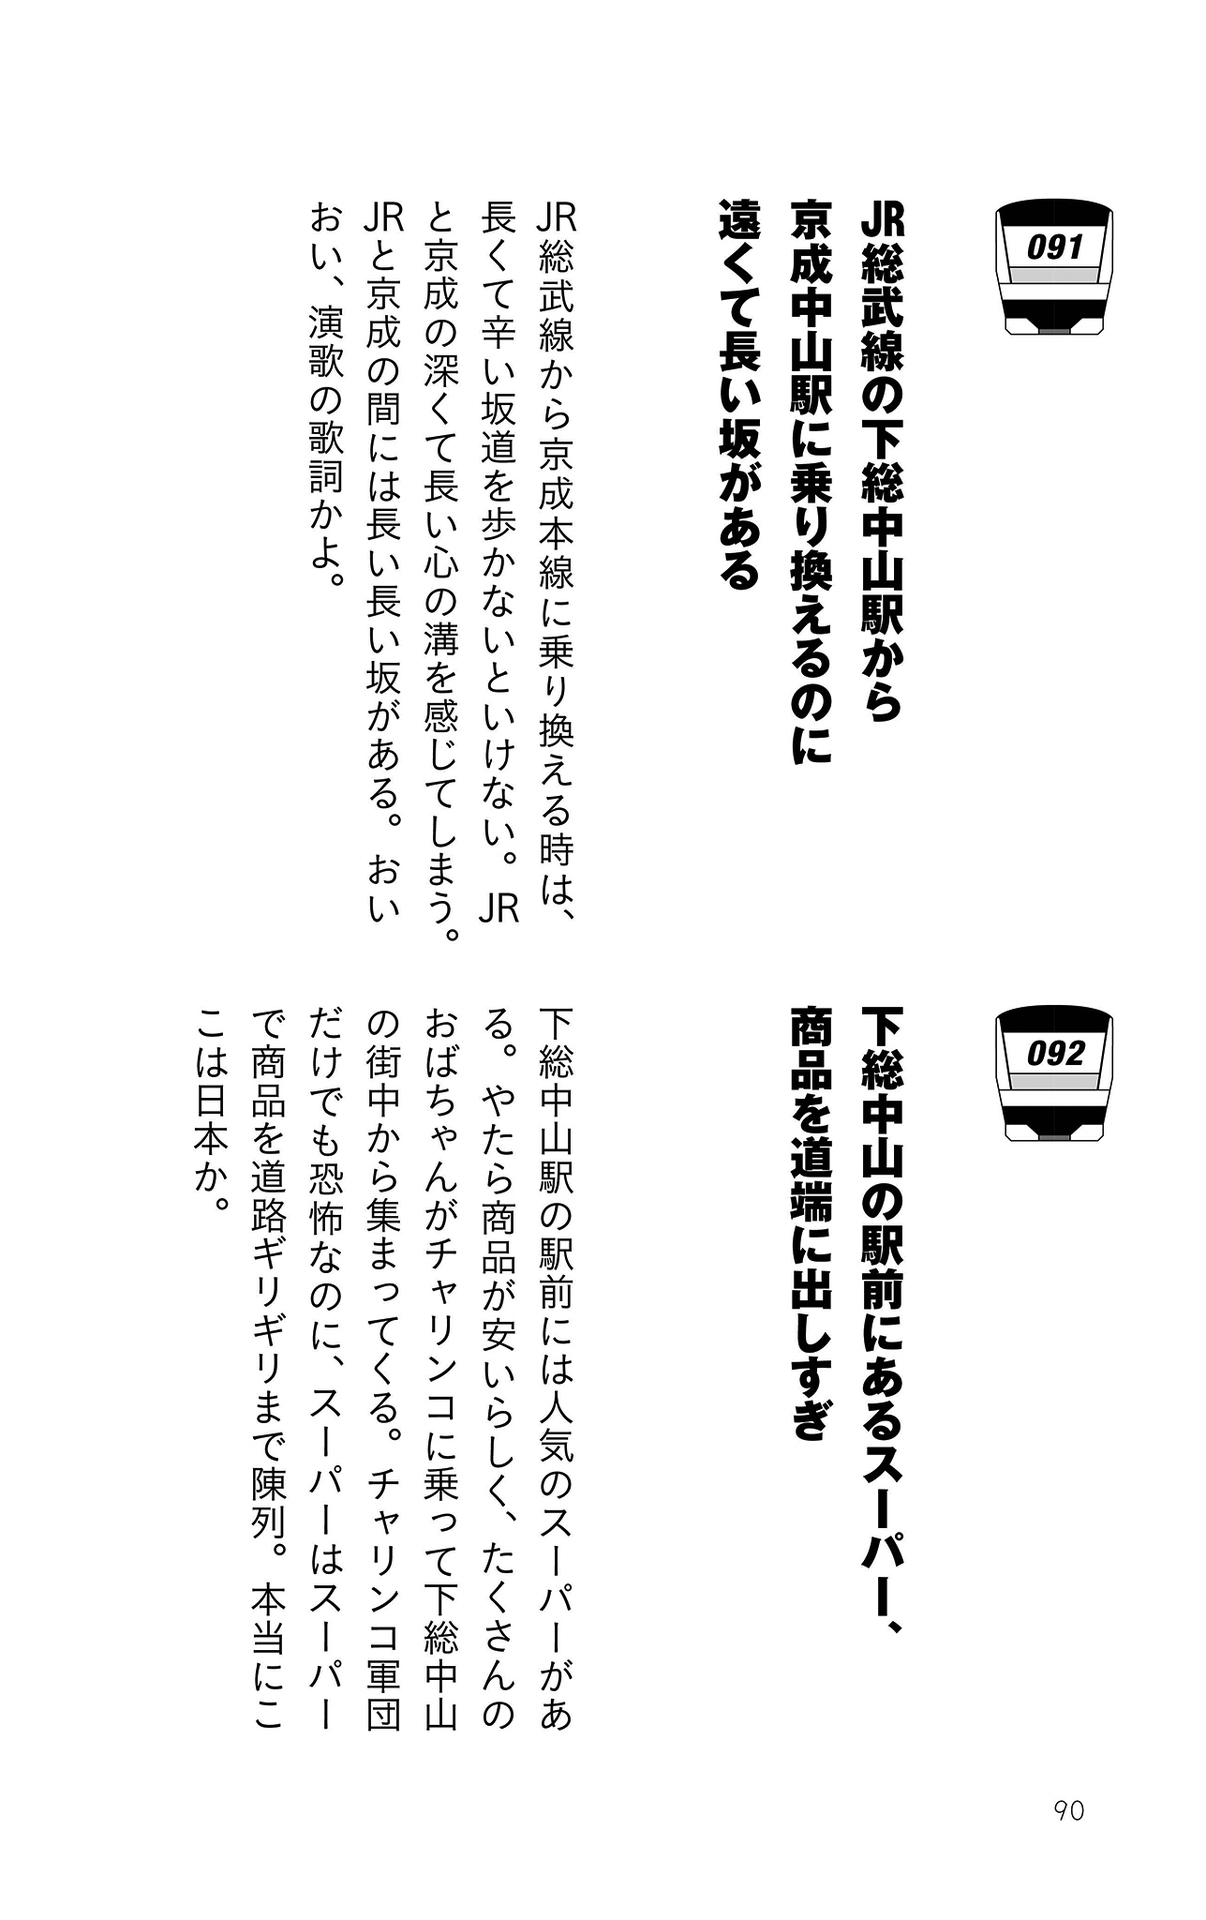 091
JR総武線の下総中山駅から
京成中山駅に乗り換えるのに
遠くて長い坂がある
JR総武線から京成本線に乗り換える時は、
長くて辛い坂道を歩かないといけない。JR
と京成の深くて長い心の溝を感じてしまう。
JRと京成の間には長い長い坂がある。おい
おい、演歌の歌詞かよ。
092
下総中山の駅前にあるスーパー、
商品を道端に出しすぎ
下総中山駅の駅前には人気のスーパーがあ
る。やたら商品が安いらしく、たくさんの
おばちゃんがチャリンコに乗って下総中山
の街中から集まってくる。チャリンコ軍団
だけでも恐怖なのに、スーパーはスーパー
で商品を道路ギリギリまで陳列。本当にこ
こは日本か。
90